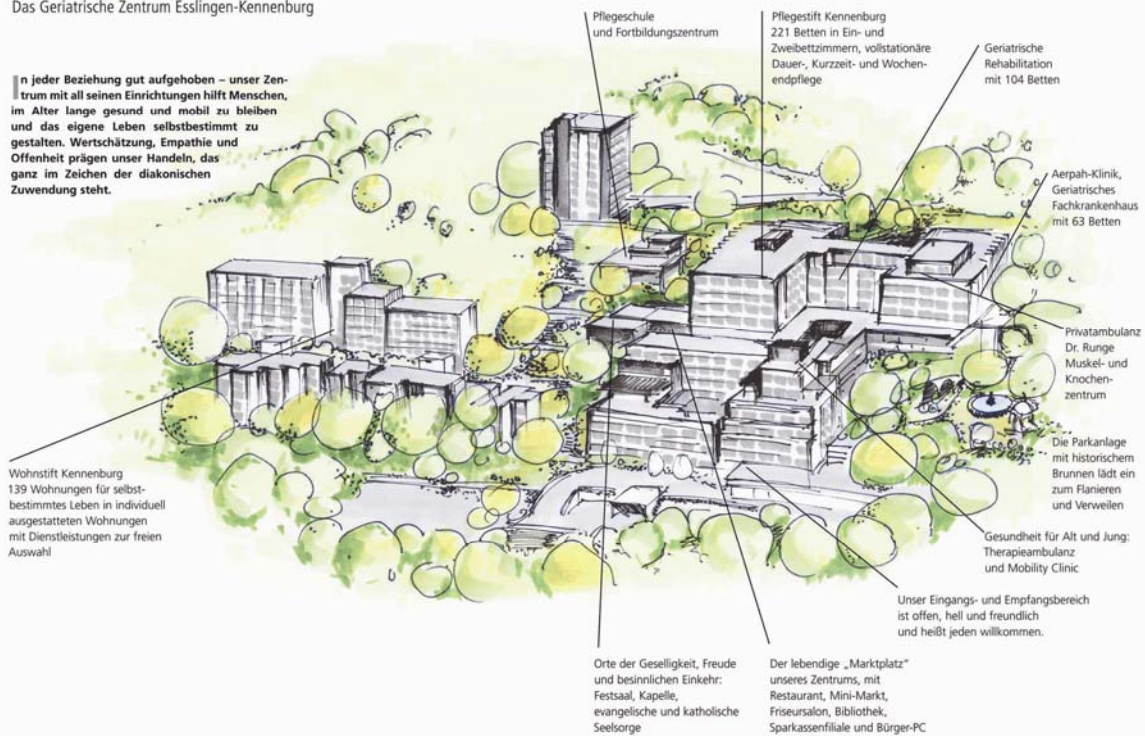 Das Geriatrische Zentrum Esslingen-Kennenburg
In jeder Beziehung gut aufgehoben – unser Zen-
trum mit all seinen Einrichtungen hilft Menschen,
im Alter lange gesund und mobil zu bleiben
und das eigene Leben selbstbestimmt zu
gestalten. Wertschätzung, Empathie und
Offenheit prägen unser Handeln, das
ganz im Zeichen der diakonischen
Zuwendung steht.
Pflegeschule
und Fortbildungszentrum
Pflegestift Kennenburg
221 Betten in Ein- und
Zweibettzimmern, vollstationäre
Dauer-, Kurzzeit- und Wochen-
endpflege
Geriatrische
Rehabilitation
mit 104 Betten
Aerpah-Klinik,
Geriatrisches
Fachkrankenhaus
mit 63 Betten
Privatambulanz
Dr. Runge
Muskel- und
Knochen-
zentrum
Die Parkanlage
mit historischem
Brunnen lädt ein
zum Flanieren
und Verweilen
Wohnstift Kennenburg
139 Wohnungen für selbst-
bestimmtes Leben in individuell
ausgestatteten Wohnungen
mit Dienstleistungen zur freien
Auswahl
Gesundheit für Alt und Jung:
Therapieambulanz
und Mobility Clinic
Unser Eingangs- und Empfangsbereich
ist offen, hell und freundlich
und heißt jeden willkommen.
Orte der Geselligkeit, Freude
und besinnlichen Einkehr:
Festsaal, Kapelle,
evangelische und katholische
Seelsorge
Der lebendige „Marktplatz“
unseres Zentrums, mit
Restaurant, Mini-Markt,
Friseursalon, Bibliothek,
Sparkassenfiliale und Bürger-PC